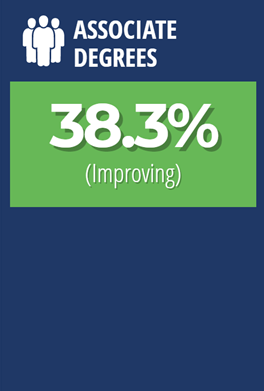 ASSOCIATE
DEGREES
38.3%
(Improving)